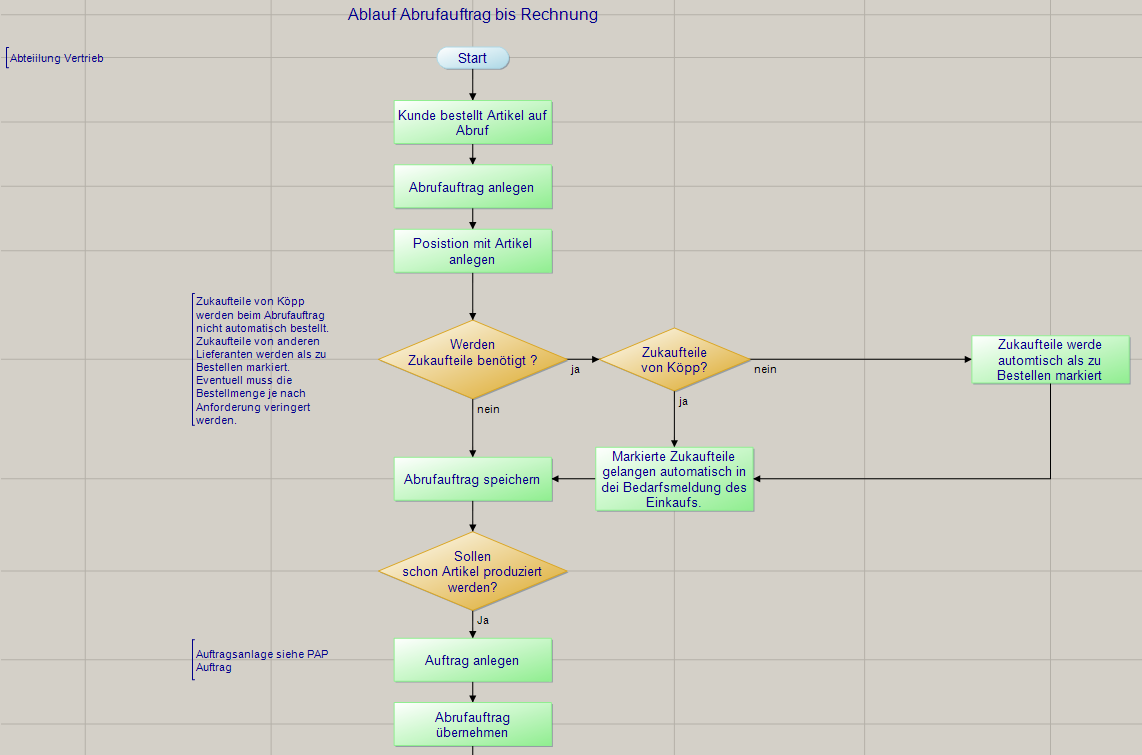 Ablauf Abrufauftrag bis Rechnung
Abteiilung Vertrieb
Start
Kunde bestellt Artikel auf
Abruf
Abrufauftrag anlegen
Posistion mit Artikel
anlegen
Zukaufteile von Köpp
werden beim Abrufauftrag
nicht automatisch bestellt.
Zukaufteile von anderen
Lieferanten werden als zu
Bestellen markiert.
Eventuell muss die
Bestellmenge je nach
Anforderung veringert
werden.
Werden
Zukaufteile benötigt ?
ja
nein
Zukaufteile
von Köpp?
nein
ja
Zukaufteile werde
automtisch als zu
Bestellen markiert
Abrufauftrag speichern
Markierte Zukaufteile
gelangen automatisch in
dei Bedarfsmeldung des
Einkaufs.
Sollen
schon Artikel produziert
werden?
Ja
Auftragsanlage siehe PAP
Auftrag
Auftrag anlegen
Abrufauftrag
übernehmen